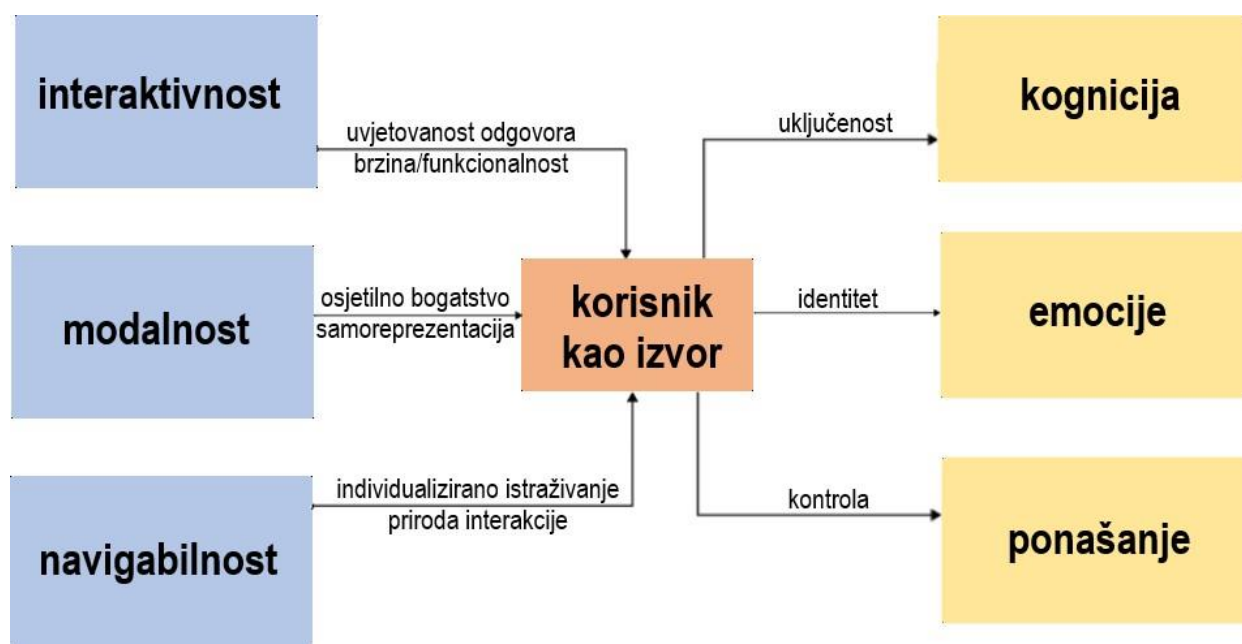 interaktivnost
uvjetovanost odgovora
brzina/funkcionalnost
uključenost
kognicija
modalnost
osjetilno bogatstvo
samoreprezentacija
korisnik
kao izvor
identitet
emocije
navigabilnost
individualizirano istraživanje
priroda interakcije
kontrola
ponašanje